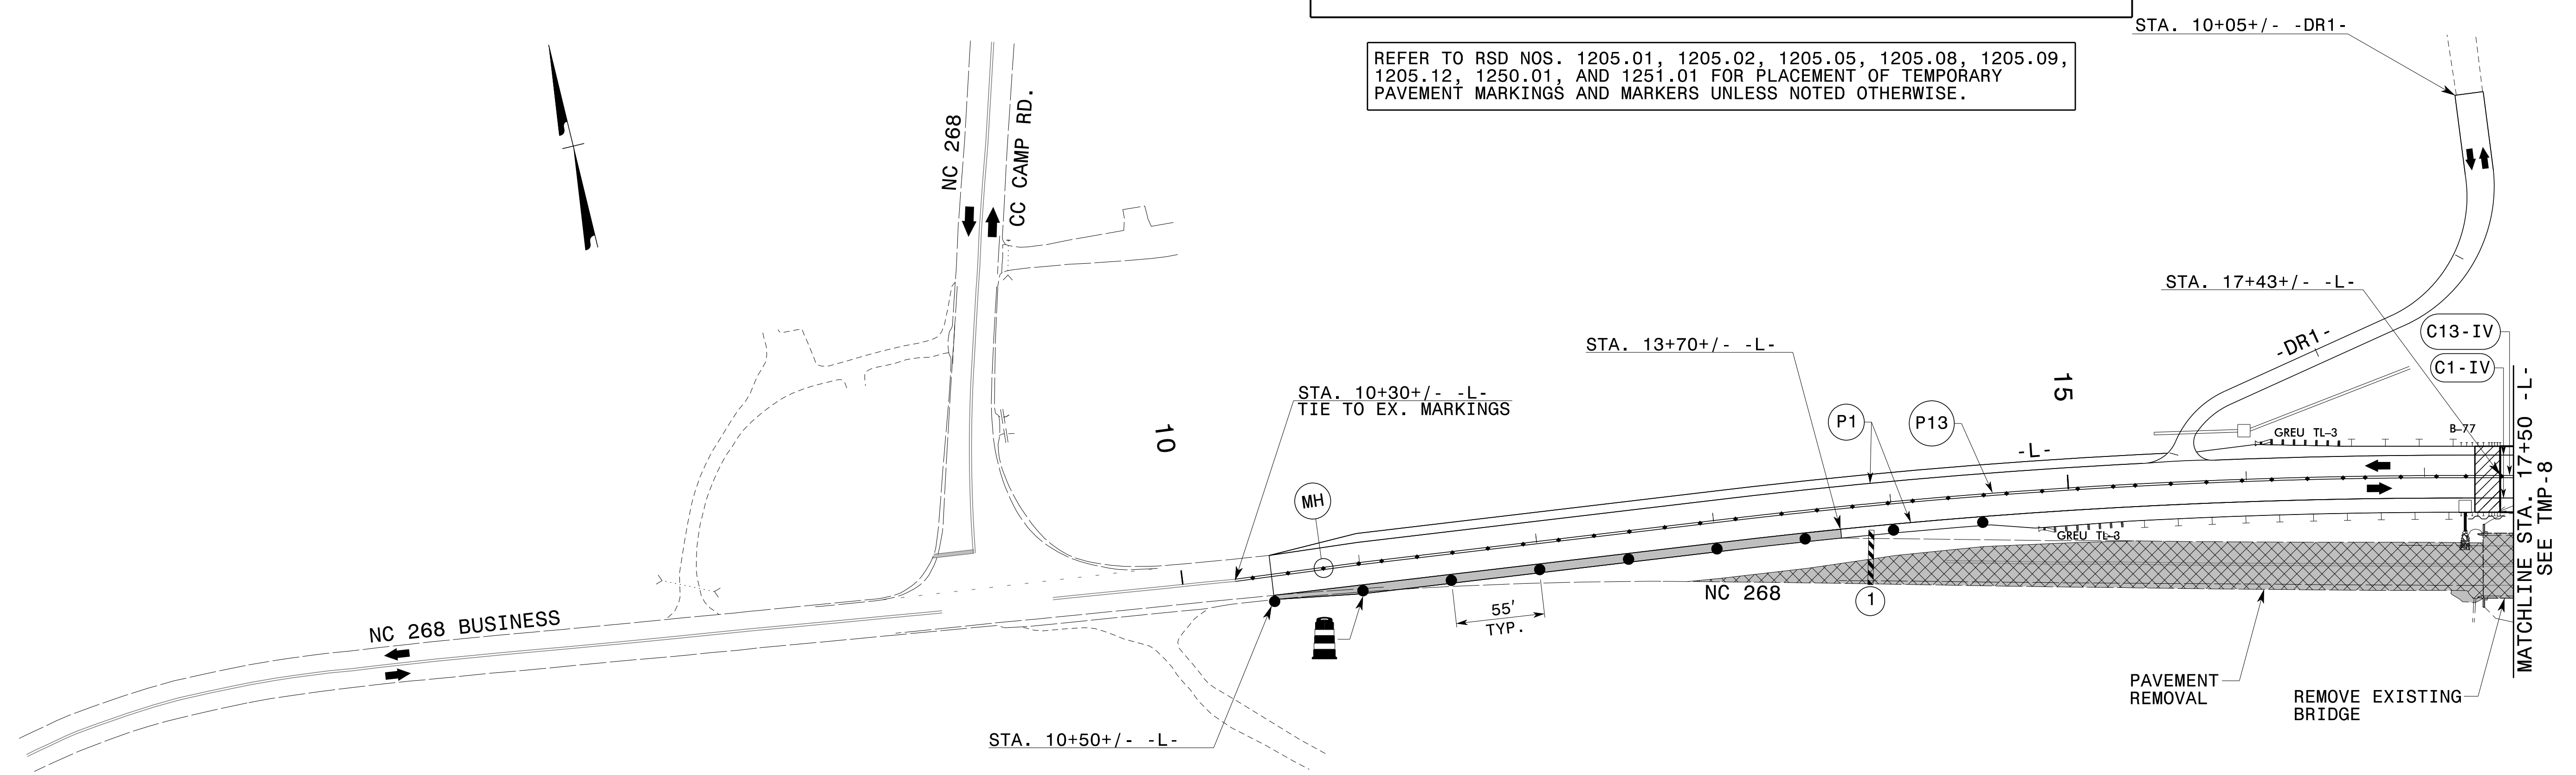 STA. 10+05+/- -DR1-
REFER TO RSD NOS. 1205.01, 1205.02, 1205.05, 1205.08, 1205.09,
1205.12, 1250.01, AND 1251.01 FOR PLACEMENT OF TEMPORARY
PAVEMENT MARKINGS AND MARKERS UNLESS NOTED OTHERWISE.
NC 268
CC CAMP RD.
STA. 17+43+/- -L-
C13-IV
C1-IV
-DR1-
STA. 13+70+/- -L-
STA. 10+30+/- -L-
TIE TO EX. MARKINGS
15
10
P1
P13
GREU TL-3
B-77
-L-
MH
GREU TL-3
MATCHLINE STA. 17+50 -L-
SEE TMP-8
NC 268
1
55'
TYP.
NC 268 BUSINESS
PAVEMENT
REMOVAL
REMOVE EXISTING
BRIDGE
STA. 10+50+/- -L-